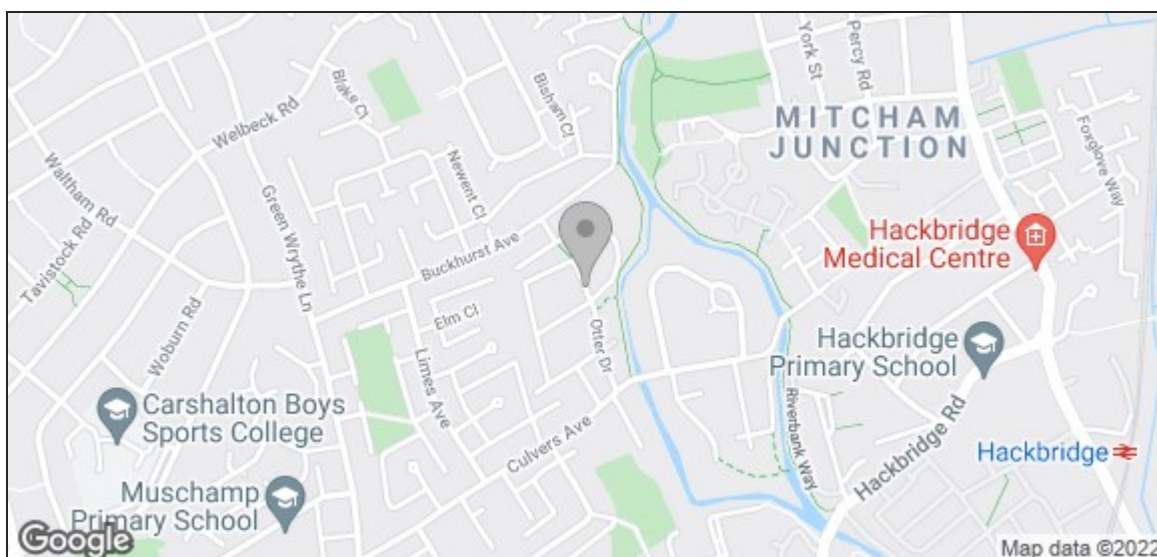 York St
Percy Rd
Blake Cl
Bisham Cl
MITCHAM
JUNCTION
Welbeck Rd
Foxglove Way
Waltham Rd
Newent Cl
Green Wrythe Ln
Tavistock Rd
Buckhurst Ave
Hackbridge
Medical Centre
Elm Cl
Otter Dr
Woburn Rd
Limes Ave
Hackbridge
Primary School
Carshalton Boys
Sports College
Culvers Ave
Riverbank Way
Hackbridge Rd
Hackbridge
Muschamp
Primary School
Google
Map data ©2022